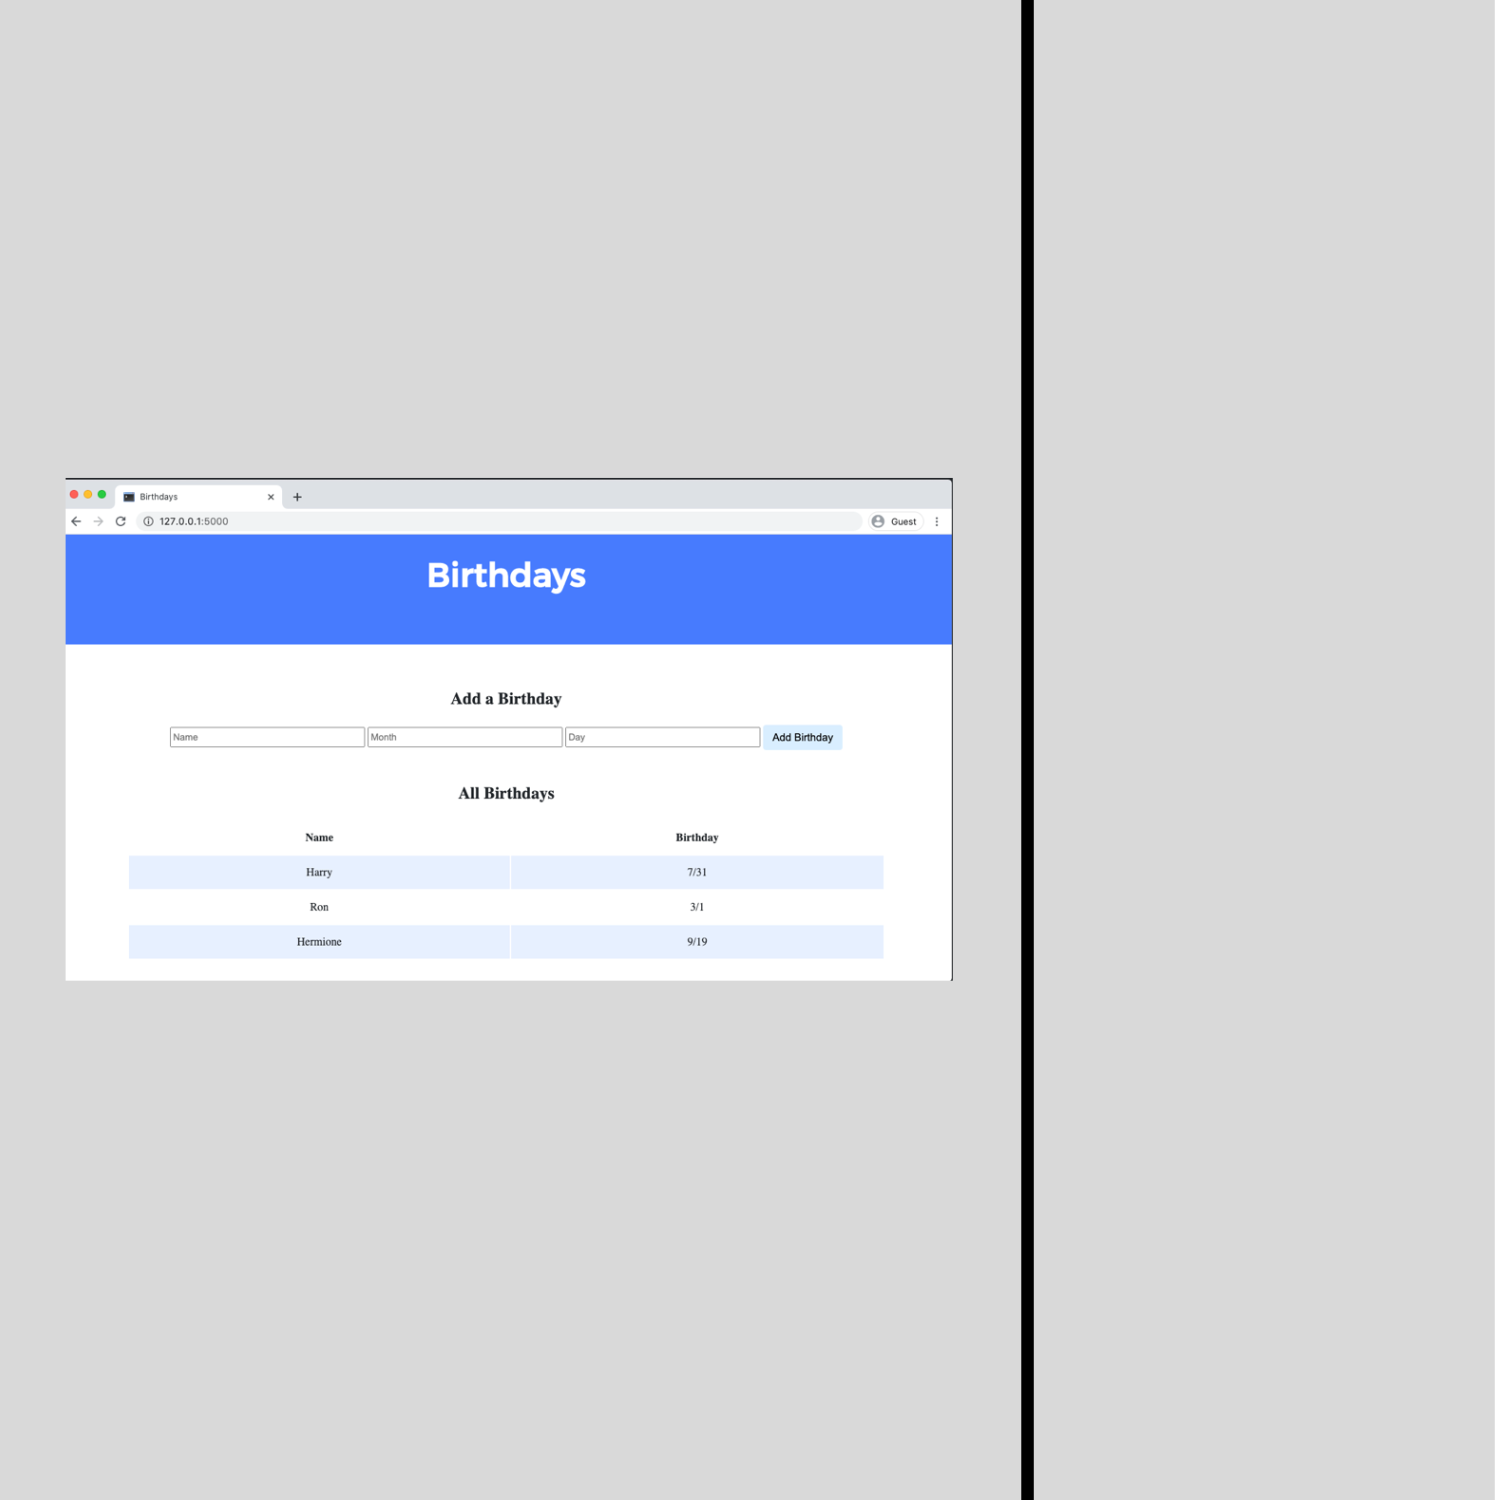 Birthdays
127.0.0.1:5000
Guest
Birthdays
Add a Birthday
Name Month Day Add Birthday
All Birthdays
Name Birthday
Harry 7/31
Ron 3/1
Hermione 9/19